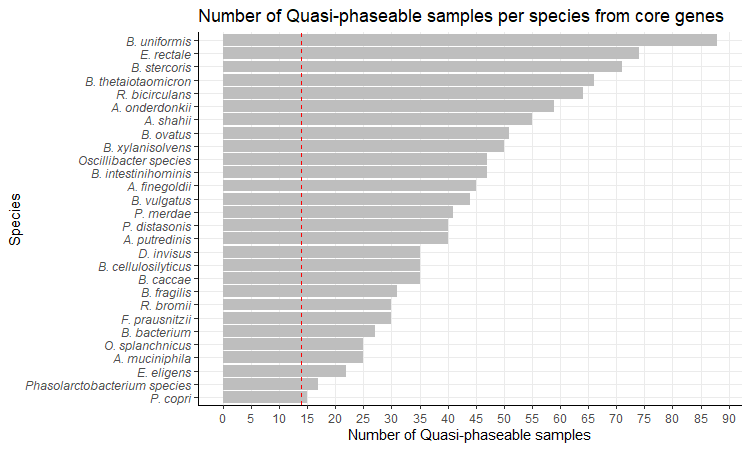 Number of Quasi-phaseable samples per species from core genes
Species
B. uniformis
E. rectale
B. stercoris
B. thetaiotaomicron
R. bicirculans
A. onderdonkii
A. shahii
B. ovatus
B. xylanisolvens
Oscillibacter species
B. intestinihominis
A. finegoldii
B. vulgatus
P. merdae
P. distasonis
A. putredinis
D. invisus
B. cellulosilyticus
B. caccae
B. fragilis
R. bromii
F. prausnitzii
B. bacterium
O. splanchnicus
A. muciniphila
E. eligens
Phasolarctobacterium species
P. copri
0 5 10 15 20 25 30 35 40 45 50 55 60 65 70 75 80 85 90
Number of Quasi-phaseable samples